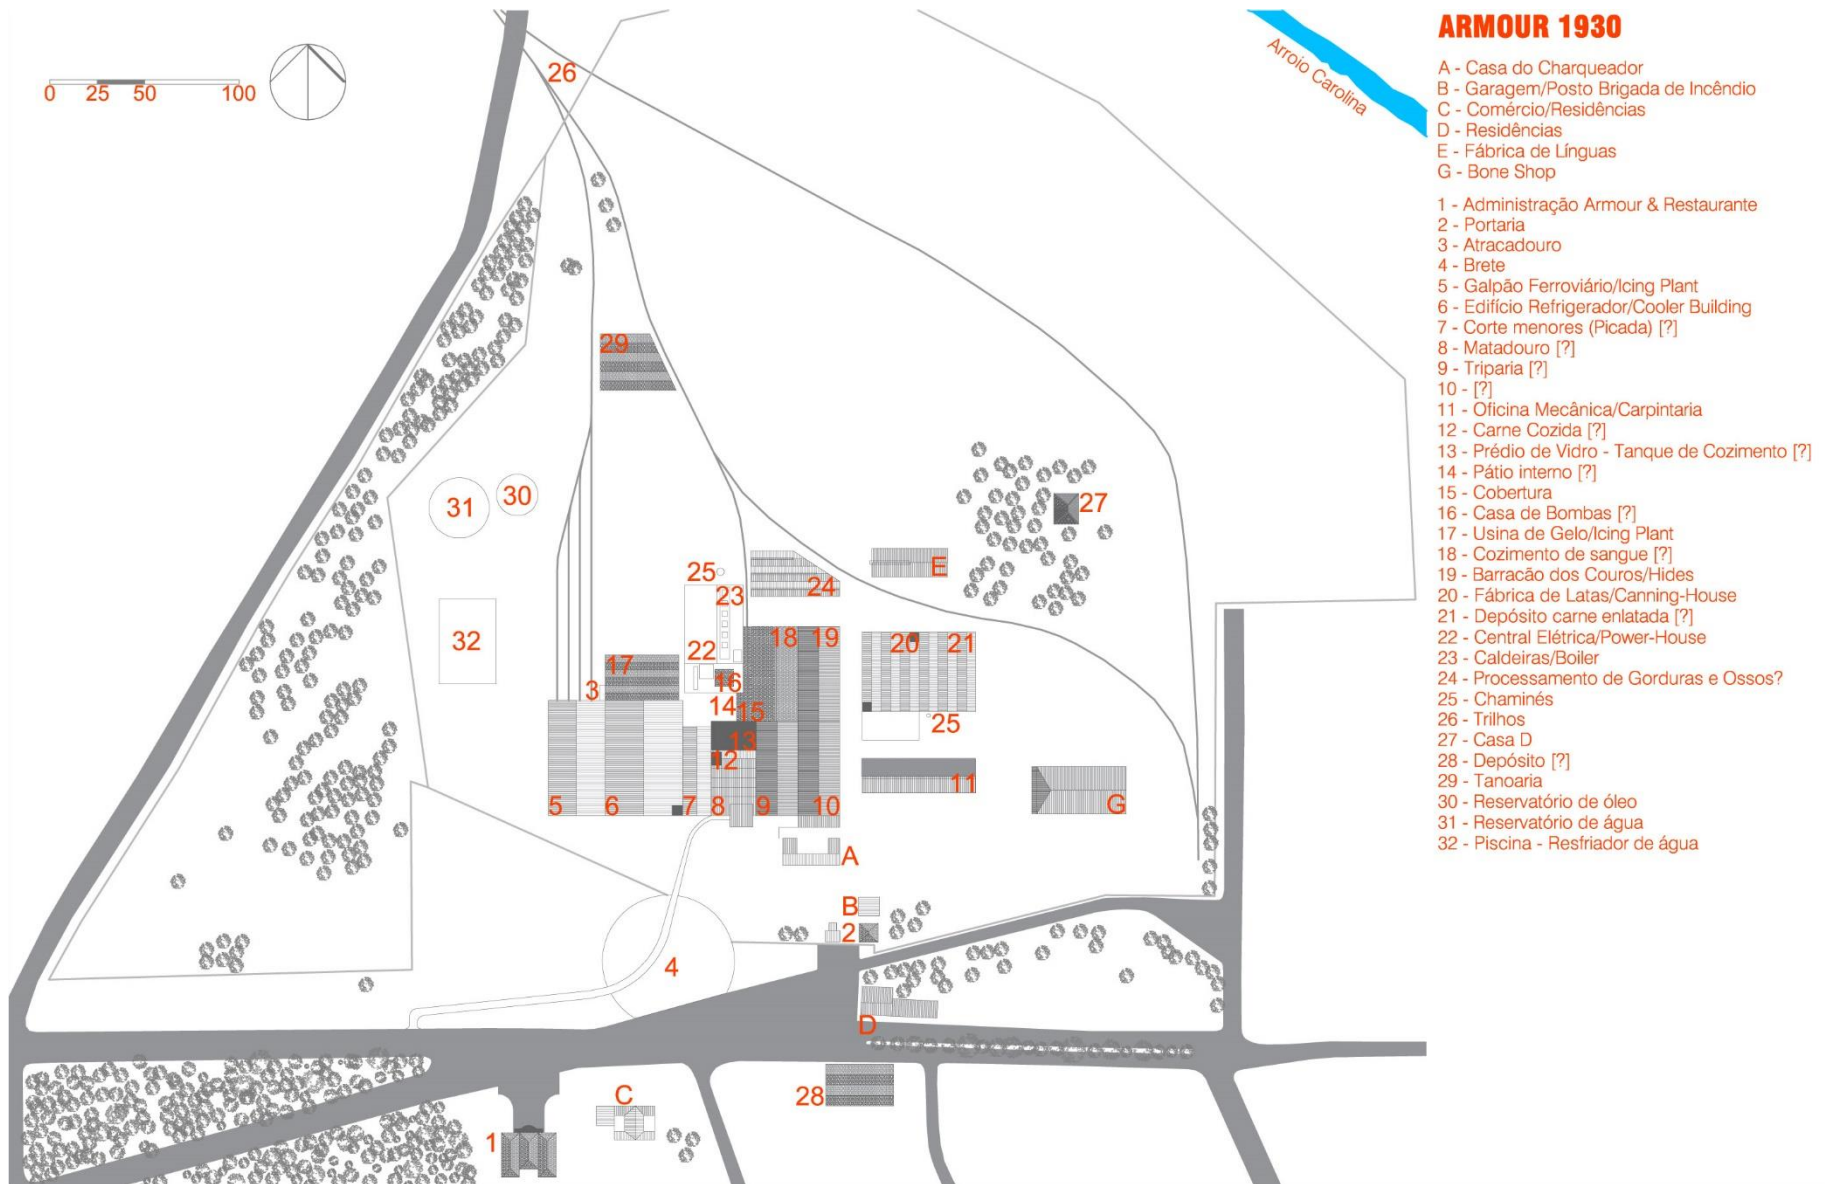 ARMOUR 1930
A - Casa do Charqueador
B - Garagem/Posto Brigada de Incêndio
C - Comércio/Residências
D - Residências
E - Fábrica de Línguas
G - Bone Shop
1 - Administração Armour & Restaurante
2 - Portaria
3 - Atracadouro
4 - Brete
5 - Galpão Ferroviário/Icing Plant
6 - Edifício Refrigerador/Cooler Building
7 - Corte menores (Picada) [?]
8 - Matadouro [?]
9 - Triparia [?]
10 - [?]
11 - Oficina Mecânica/Carpintaria
12 - Carne Cozida [?]
13 - Prédio de Vidro - Tanque de Cozimento [?]
14 - Pátio interno [?]
15 - Cobertura
16 - Casa de Bombas [?]
17 - Usina de Gelo/Icing Plant
18 - Cozimento de sangue [?]
19 - Barracão dos Couros/Hides
20 - Fábrica de Latas/Canning-House
21 - Depósito carne enlatada [?]
22 - Central Elétrica/Power-House
23 - Caldeiras/Boiler
24 - Processamento de Gorduras e Ossos?
25 - Chaminés
26 - Trilhos
27 - Casa D
28 - Depósito [?]
29 - Tanoaria
30 - Reservatório de óleo
31 - Reservatório de água
32 - Piscina - Resfriador de água
0 25 50 100
Arroio Carolina
26
29
31
30
27
E
25
23
24
32
18
19
20
21
22
17
16
3
14
15
25
13
12
11
5
6
7
8
9
10
G
A
B
2
4
D
28
C
1